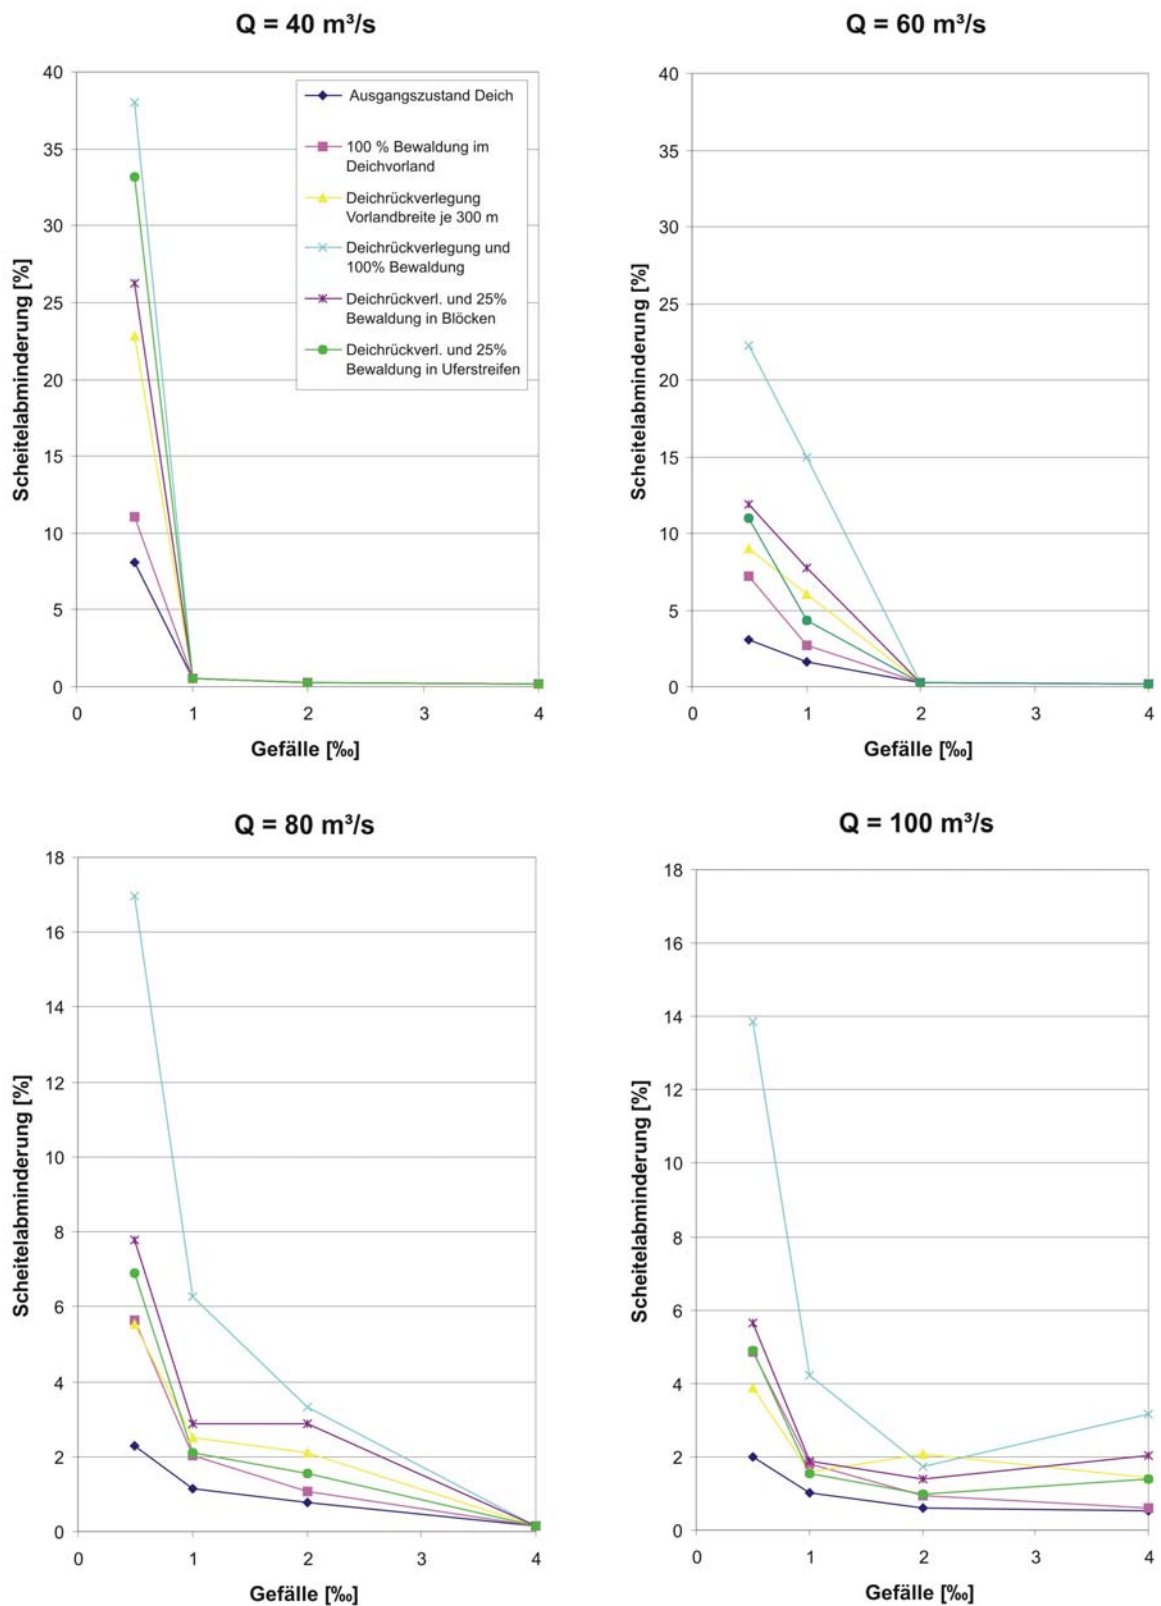 Q = 40 m³/s
40
35
30
25
20
15
10
5
0
0 1 2 3 4
Scheitelabminderung [%]
Gefälle [‰]
Ausgangszustand Deich
100 % Bewaldung im
Deichvorland
Deichrückverlegung
Vorlandbreite je 300 m
Deichrückverlegung und
100% Bewaldung
Deichrückverl. und 25%
Bewaldung in Blöcken
Deichrückverl. und 25%
Bewaldung in Uferstreifen
Q = 60 m³/s
40
35
30
25
20
15
10
5
0
0 1 2 3 4
Scheitelabminderung [%]
Gefälle [‰]
Q = 80 m³/s
18
16
14
12
10
8
6
4
2
0
0 1 2 3 4
Scheitelabminderung [%]
Gefälle [‰]
Q = 100 m³/s
18
16
14
12
10
8
6
4
2
0
0 1 2 3 4
Scheitelabminderung [%]
Gefälle [‰]